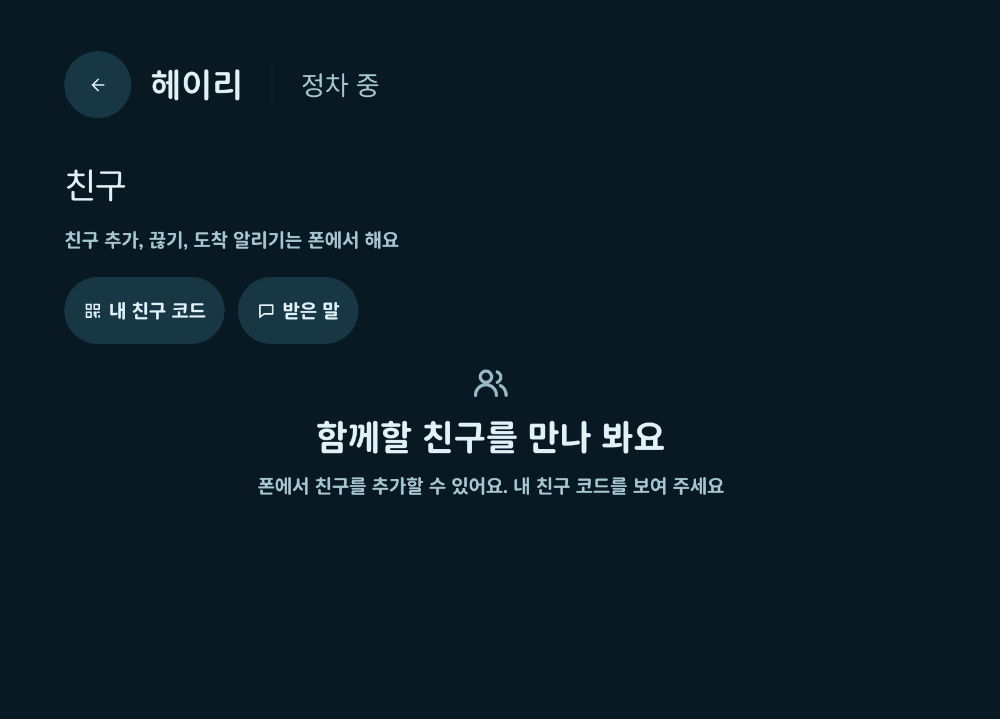 헤이리
정차 중
친구
친구 추가, 끊기, 도착 알리기는 폰에서 해요
내 친구 코드
받은 말
함께할 친구를 만나 봐요
폰에서 친구를 추가할 수 있어요. 내 친구 코드를 보여 주세요